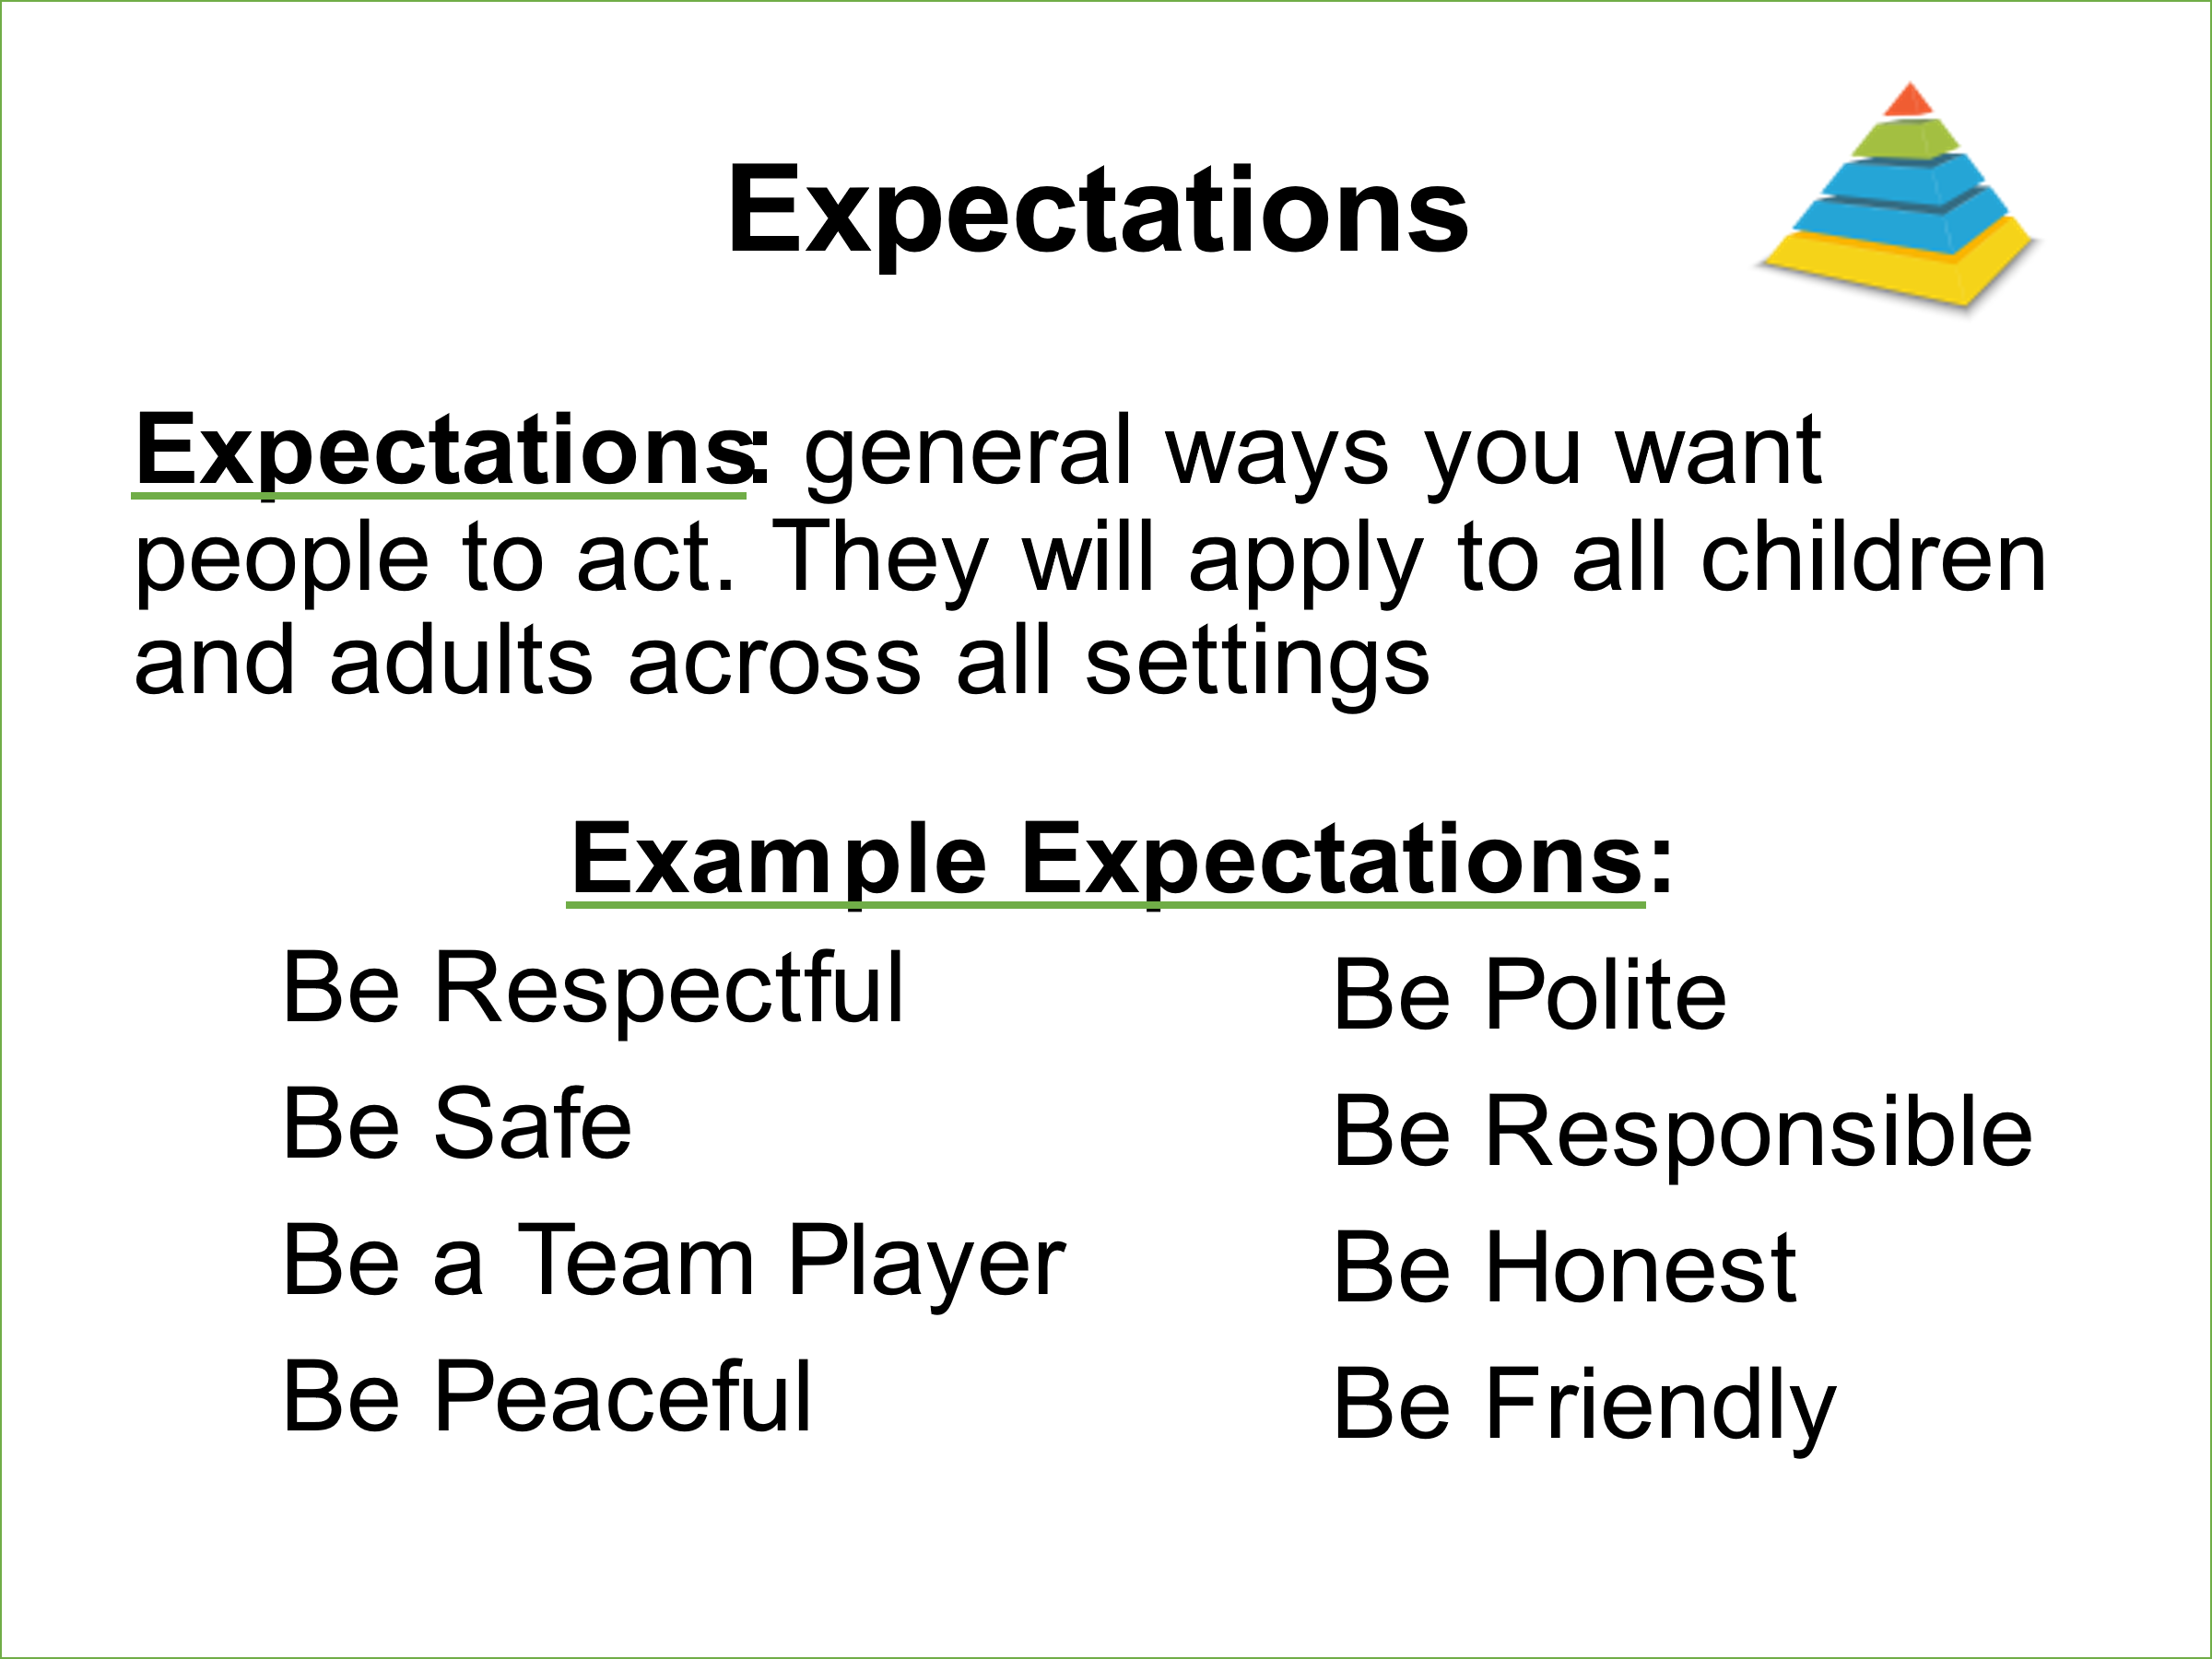 Expectations
Expectations: general ways you want
people to act. They will apply to all children
and adults across all settings
Example Expectations:
Be Respectful
Be Safe
Be a Team Player
Be Peaceful
Be Polite
Be Responsible
Be Honest
Be Friendly